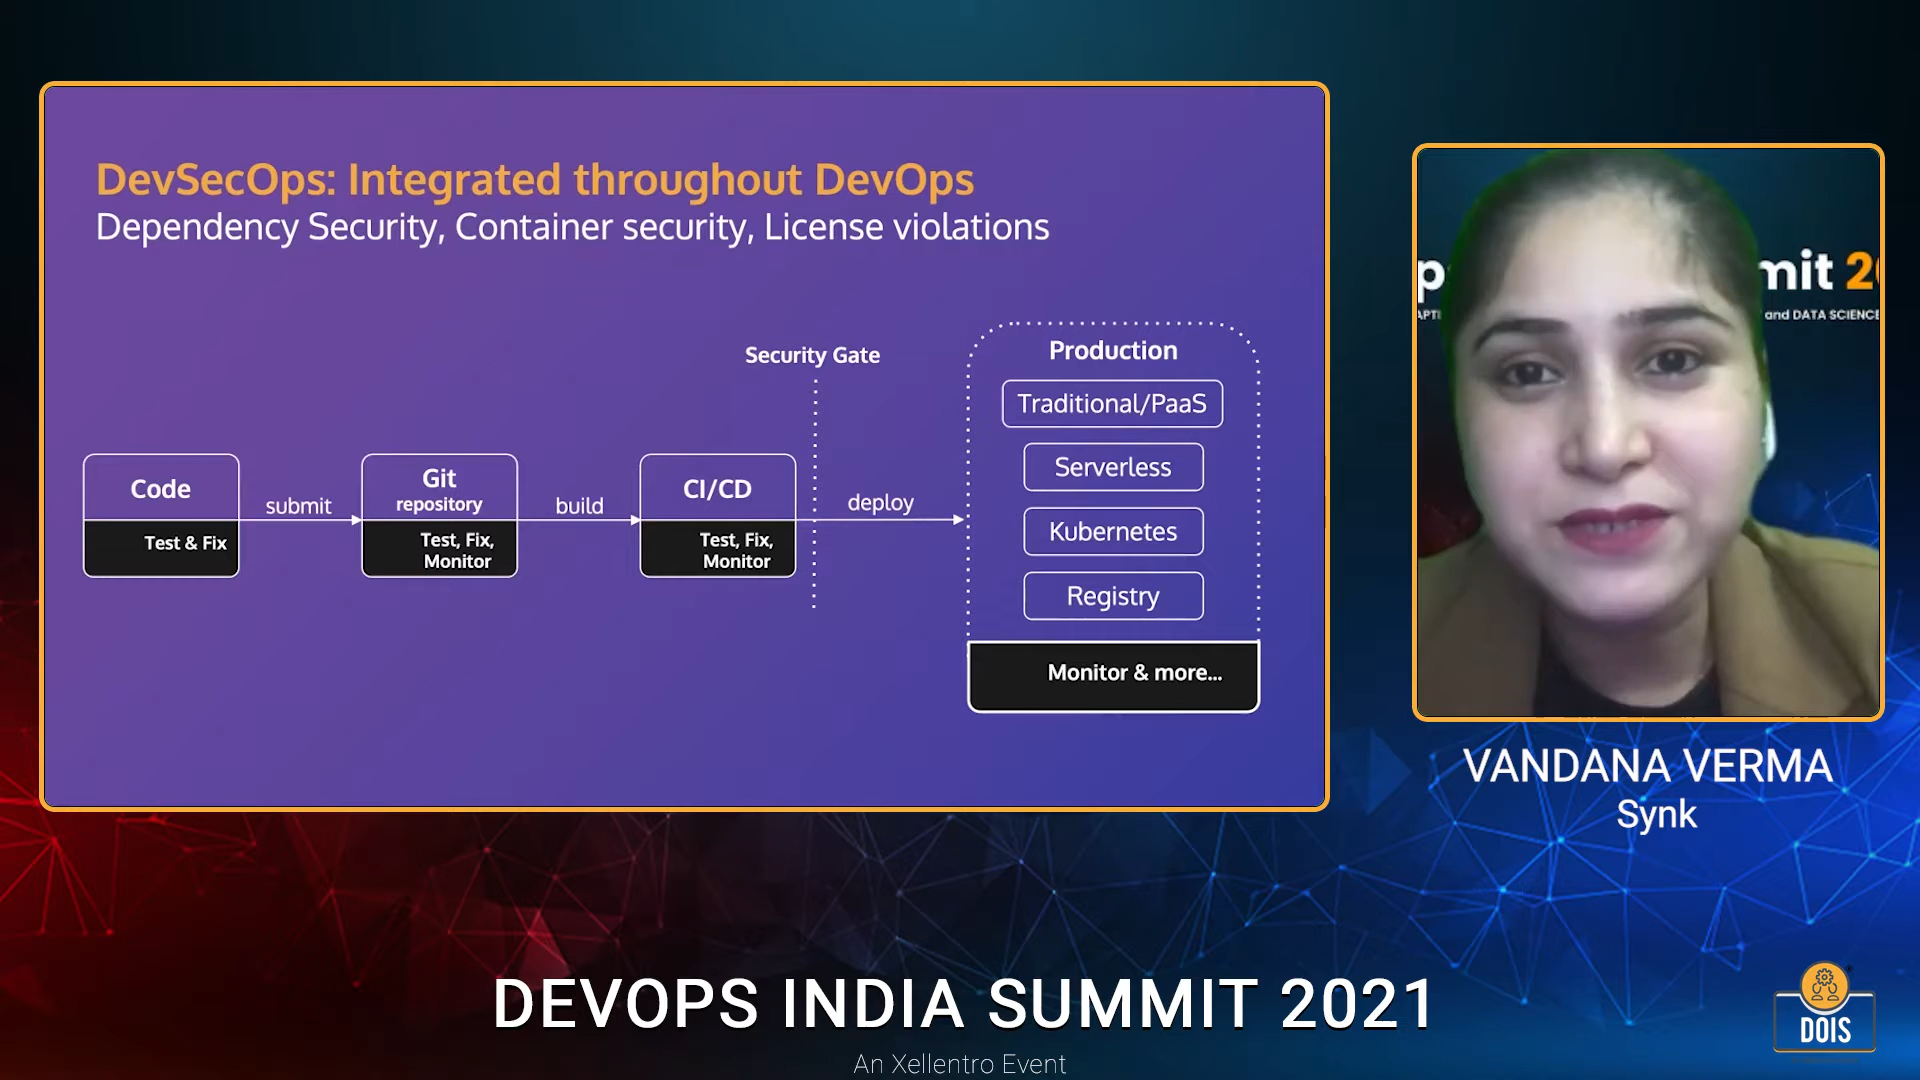 DevSecOps: Integrated throughout DevOps
Dependency Security, Container security, License violations
Security Gate
Code
Test & Fix
submit
Git
repository
Test, Fix,
Monitor
build
CI/CD
Test, Fix,
Monitor
deploy
Production
Traditional/PaaS
Serverless
Kubernetes
Registry
Monitor & more...
mit 20
and DATA SCIENCE
VANDANA VERMA
Synk
DEVOPS INDIA SUMMIT 2021
An Xellentro Event
DOIS